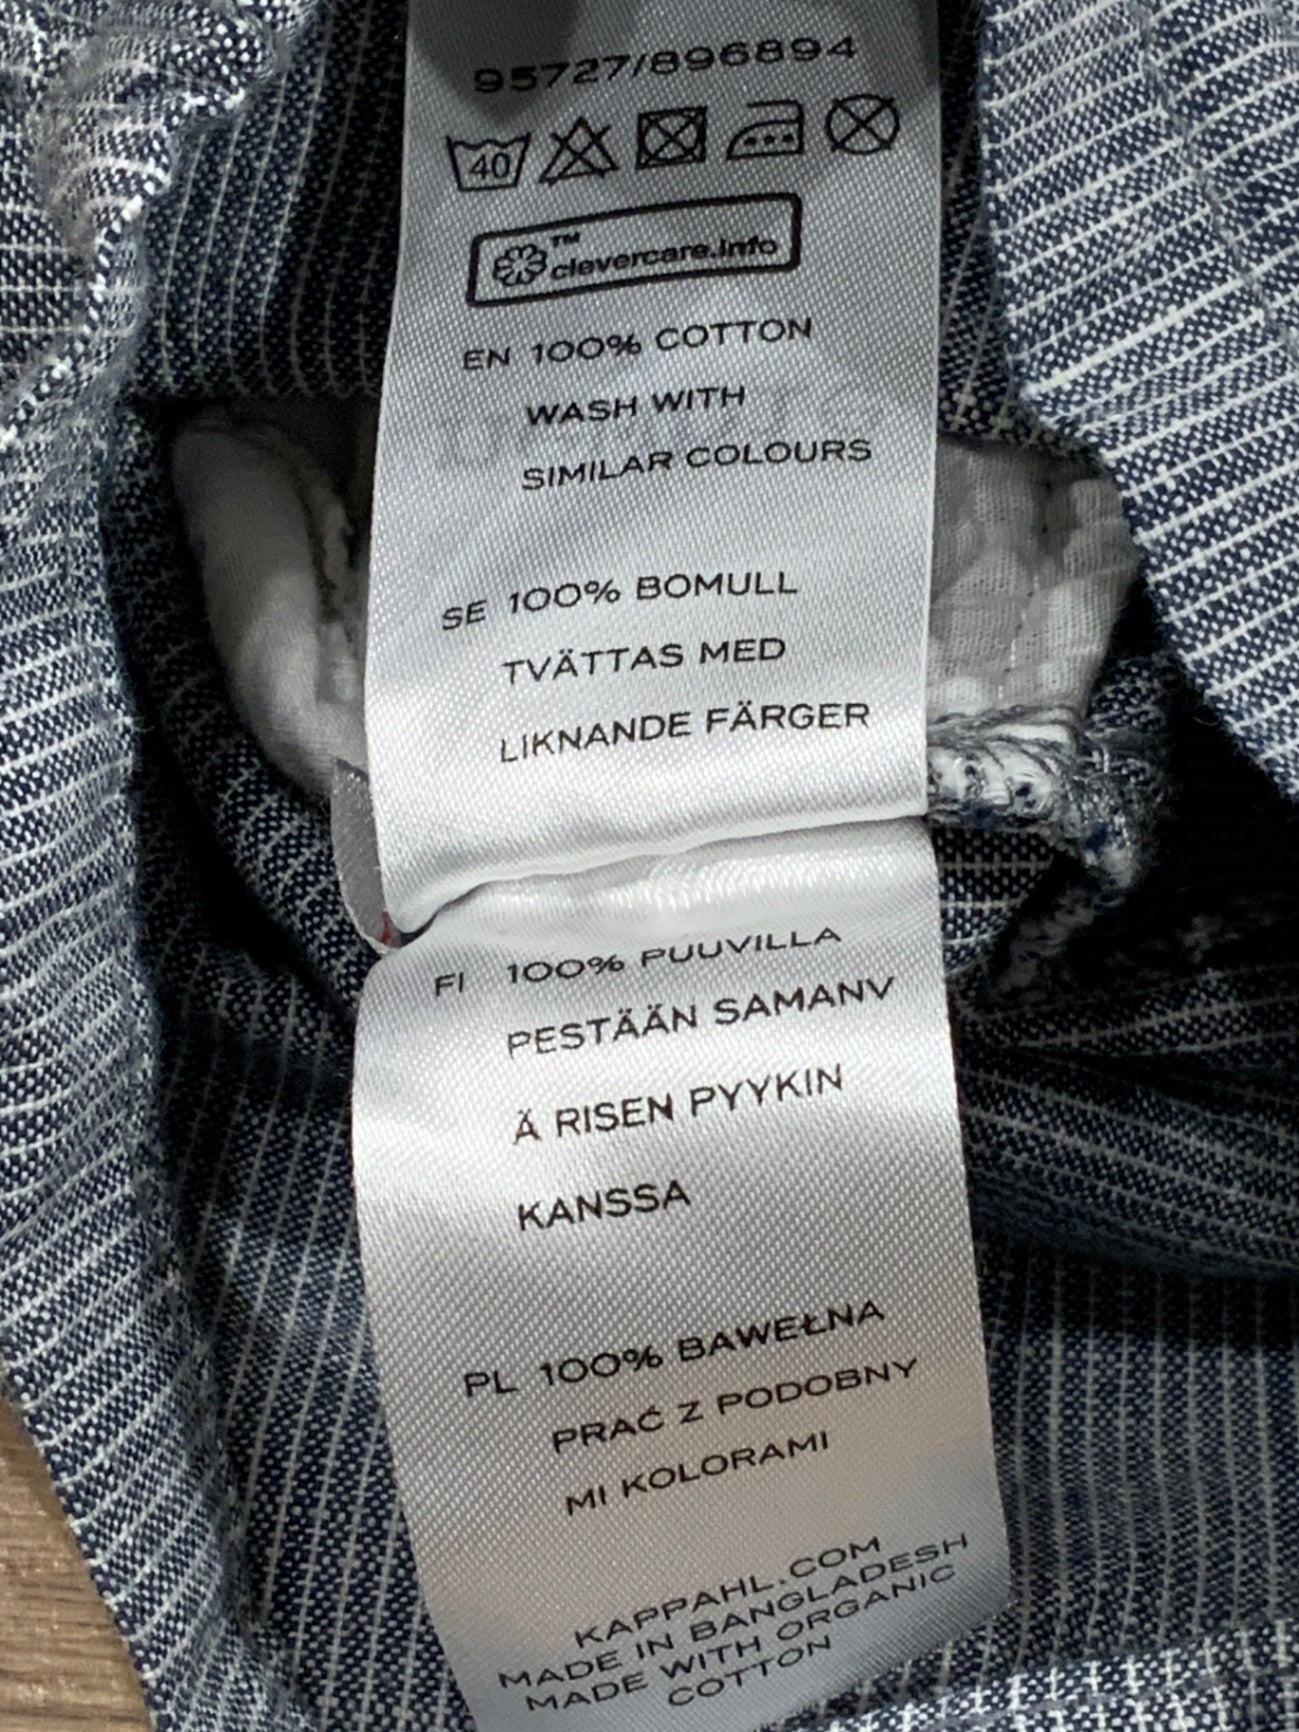 95727/896894
40
™ clevercare.info
EN 100% COTTON
WASH WITH
SIMILAR COLOURS
SE 100% BOMULL
TVÄTTAS MED
LIKNANDE FÄRGER
FI 100% PUUVILLA
PESTÄÄN SAMANV
Ä RISEN PYYKIN
KANSSA
PL 100% BAWEŁNA
PRAĆ Z PODOBNY
MI KOLORAMI
KAPPAHL.COM
MADE IN BANGLADESH
MADE WITH ORGANIC
COTTON